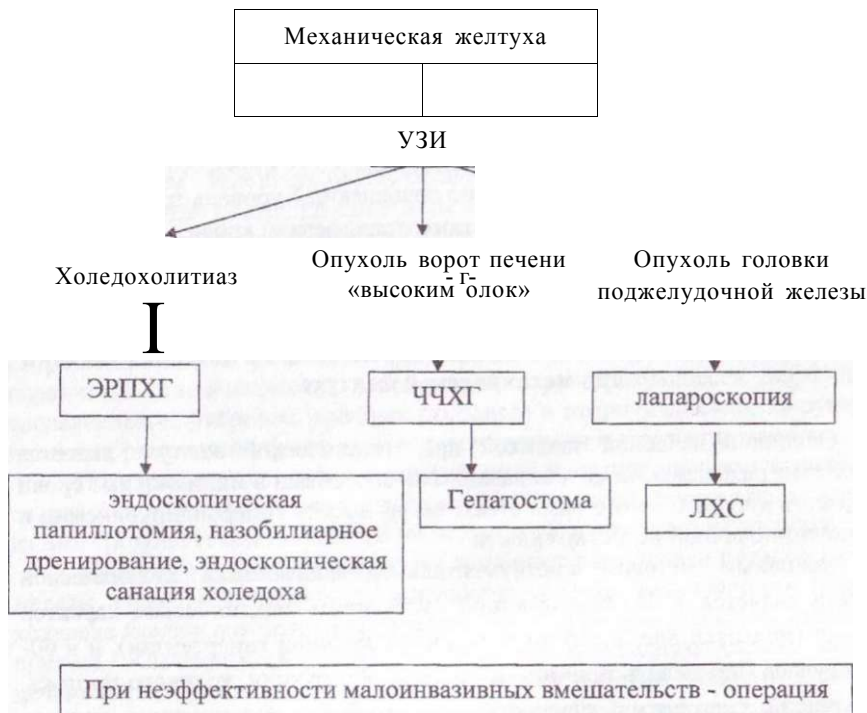 Механическая желтуха
УЗИ
Холедохолитиаз
Опухоль ворот печени
- г-
«высоким олок»
Опухоль головки
поджелудочной железы
I
ЭРПХГ
ЧЧХГ
лапароскопия
эндоскопическая
папиллотомия, назобилиарное
дренирование, эндоскопическая
санация холедоха
Гепатостома
ЛХС
При неэффективности малоинвазивных вмешательств - операция